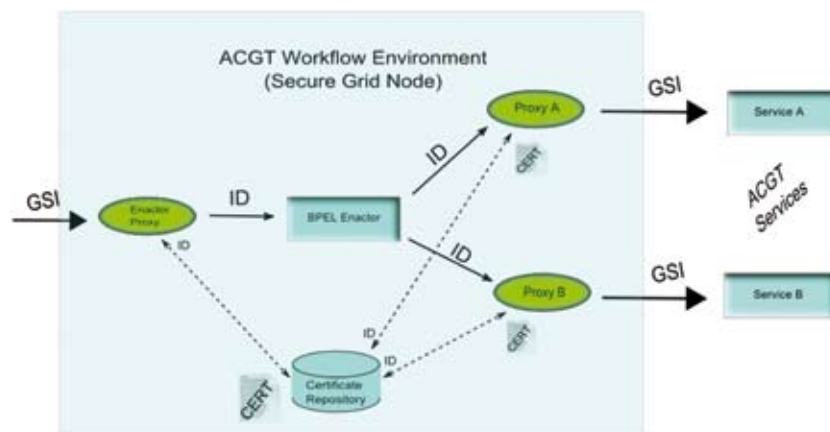 ACGT Workflow Environment
(Secure Grid Node)
GSI
Enactor
Proxy
ID
ID
BPEL Enactor
ID
ID
Proxy A
CERT
GSI
Service A
ACGT
Services
Proxy B
CERT
GSI
Service B
ID
ID
CERT
Certificate
Repository